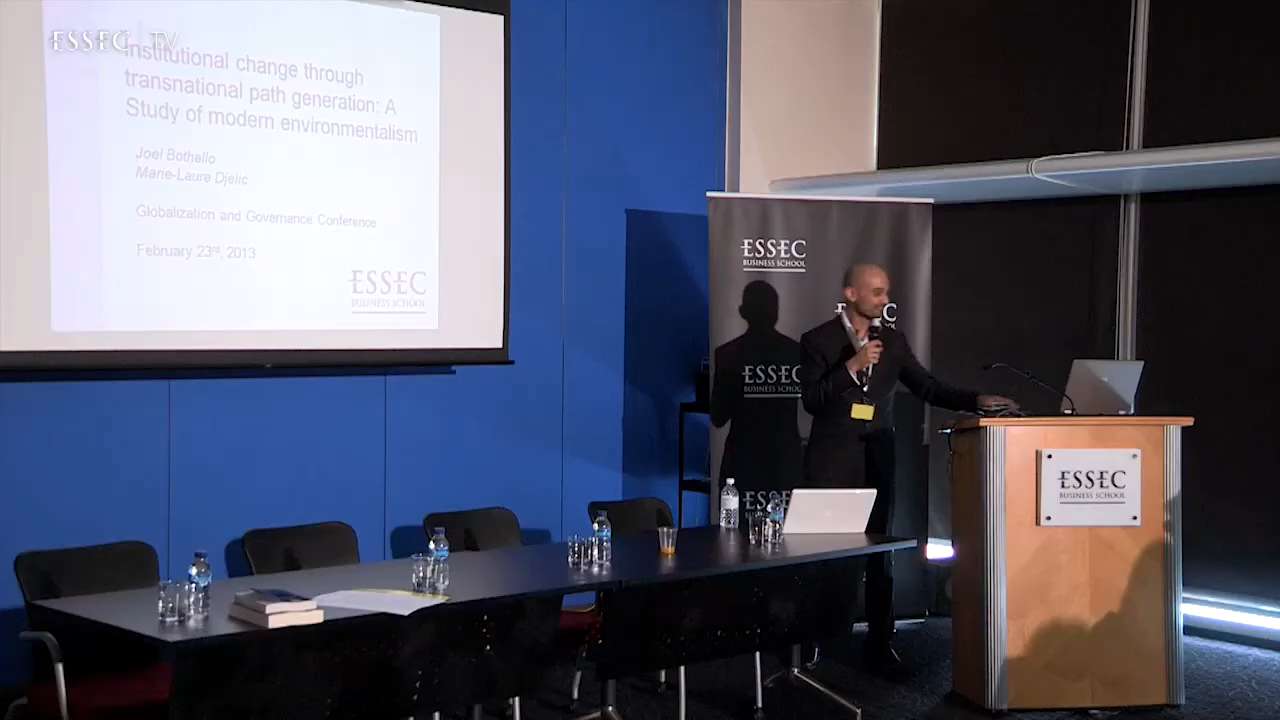 ESSEC TV
Institutional change through
transnational path generation: A
Study of modern environmentalism
Joel Bothello
Marie-Laure Djelic
Globalization and Governance Conference
February 23rd, 2013
ESSEC
BUSINESS SCHOOL
ESSEC
BUSINESS SCHOOL
ESSEC
BUSINESS SCHOOL
ESSEC
ESSEC
BUSINESS SCHOOL